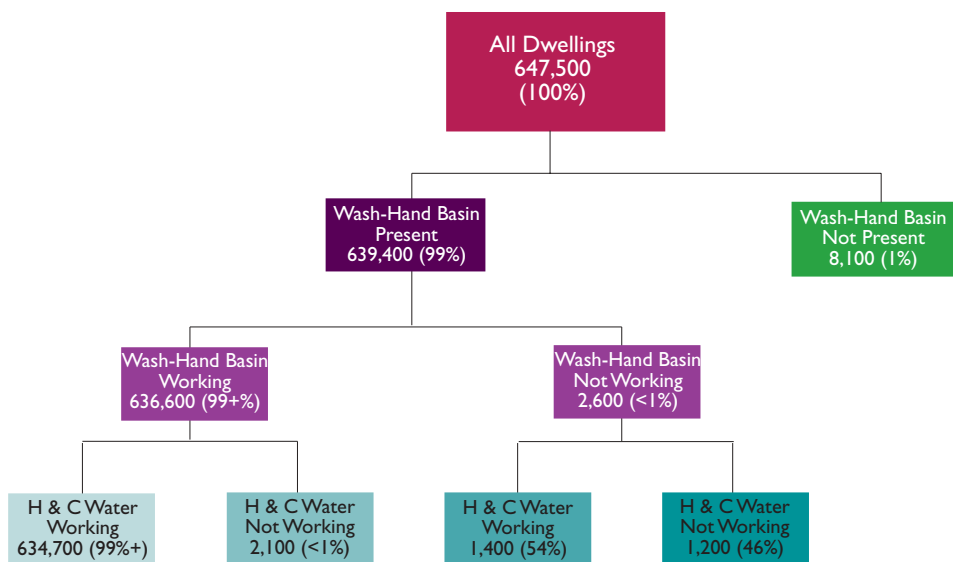 All Dwellings
647,500
(100%)
Wash-Hand Basin
Present
639,400 (99%)
Wash-Hand Basin
Not Present
8,100 (1%)
Wash-Hand Basin
Working
636,600 (99+%)
Wash-Hand Basin
Not Working
2,600 (<1%)
H & C Water
Working
634,700 (99%+)
H & C Water
Not Working
2,100 (<1%)
H & C Water
Working
1,400 (54%)
H & C Water
Not Working
1,200 (46%)